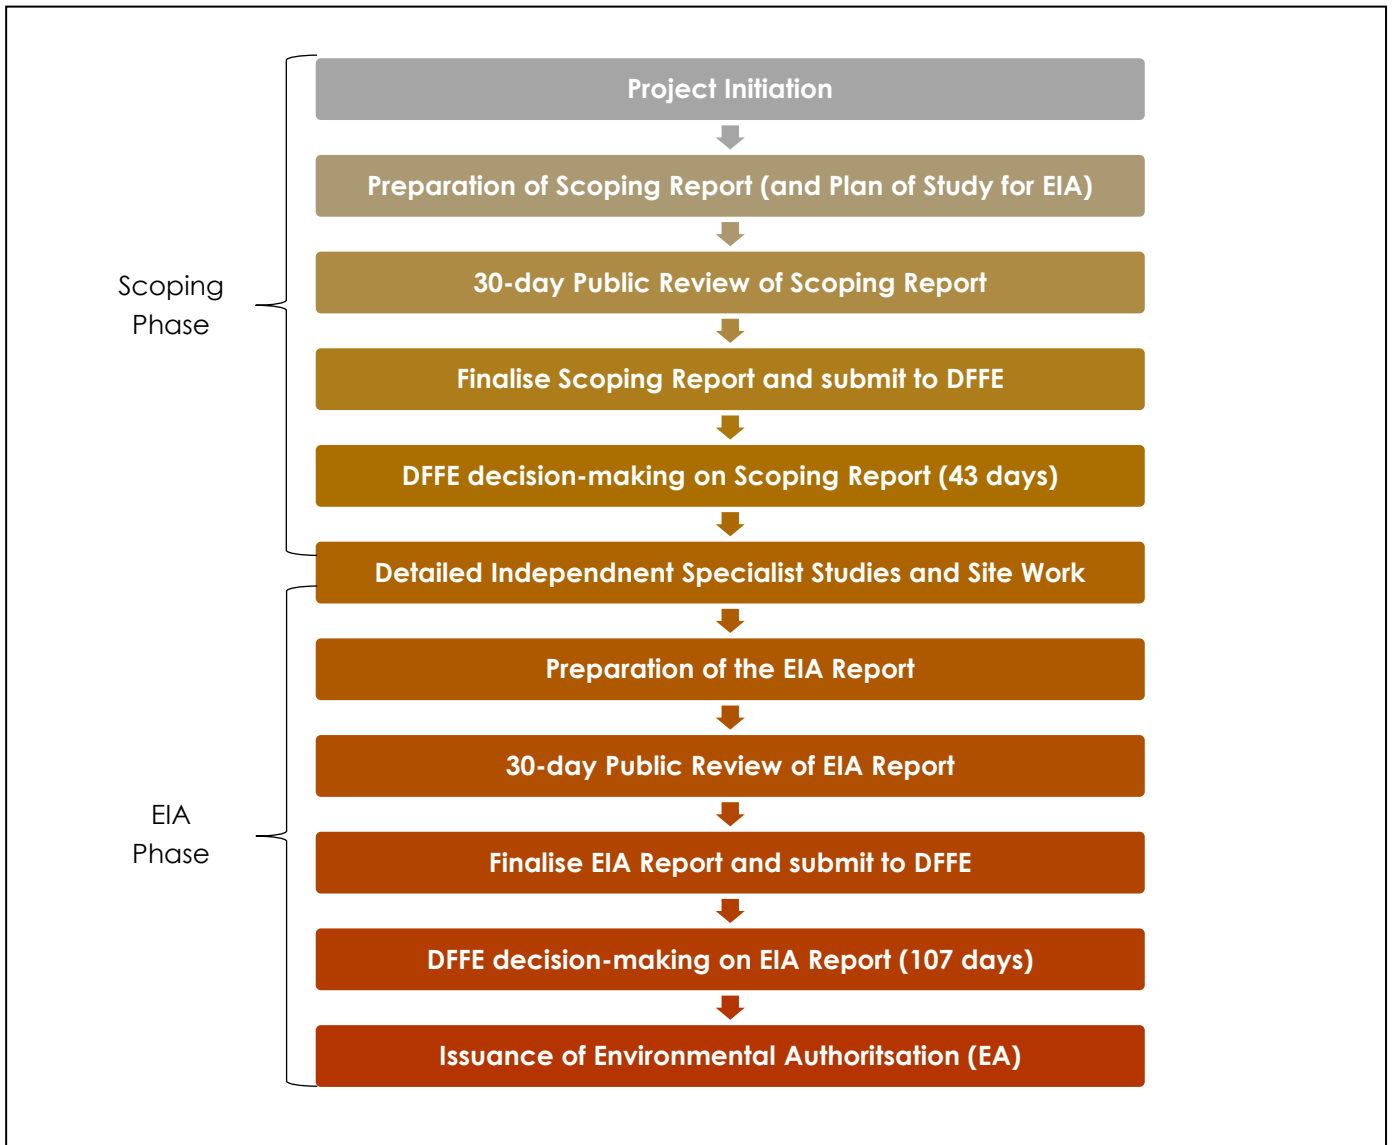 Project Initiation
Preparation of Scoping Report (and Plan of Study for EIA)
30-day Public Review of Scoping Report
Scoping
Phase
Finalise Scoping Report and submit to DFFE
DFFE decision-making on Scoping Report (43 days)
Detailed Independnent Specialist Studies and Site Work
Preparation of the EIA Report
30-day Public Review of EIA Report
EIA
Phase
Finalise EIA Report and submit to DFFE
DFFE decision-making on EIA Report (107 days)
Issuance of Environmental Authoritsation (EA)